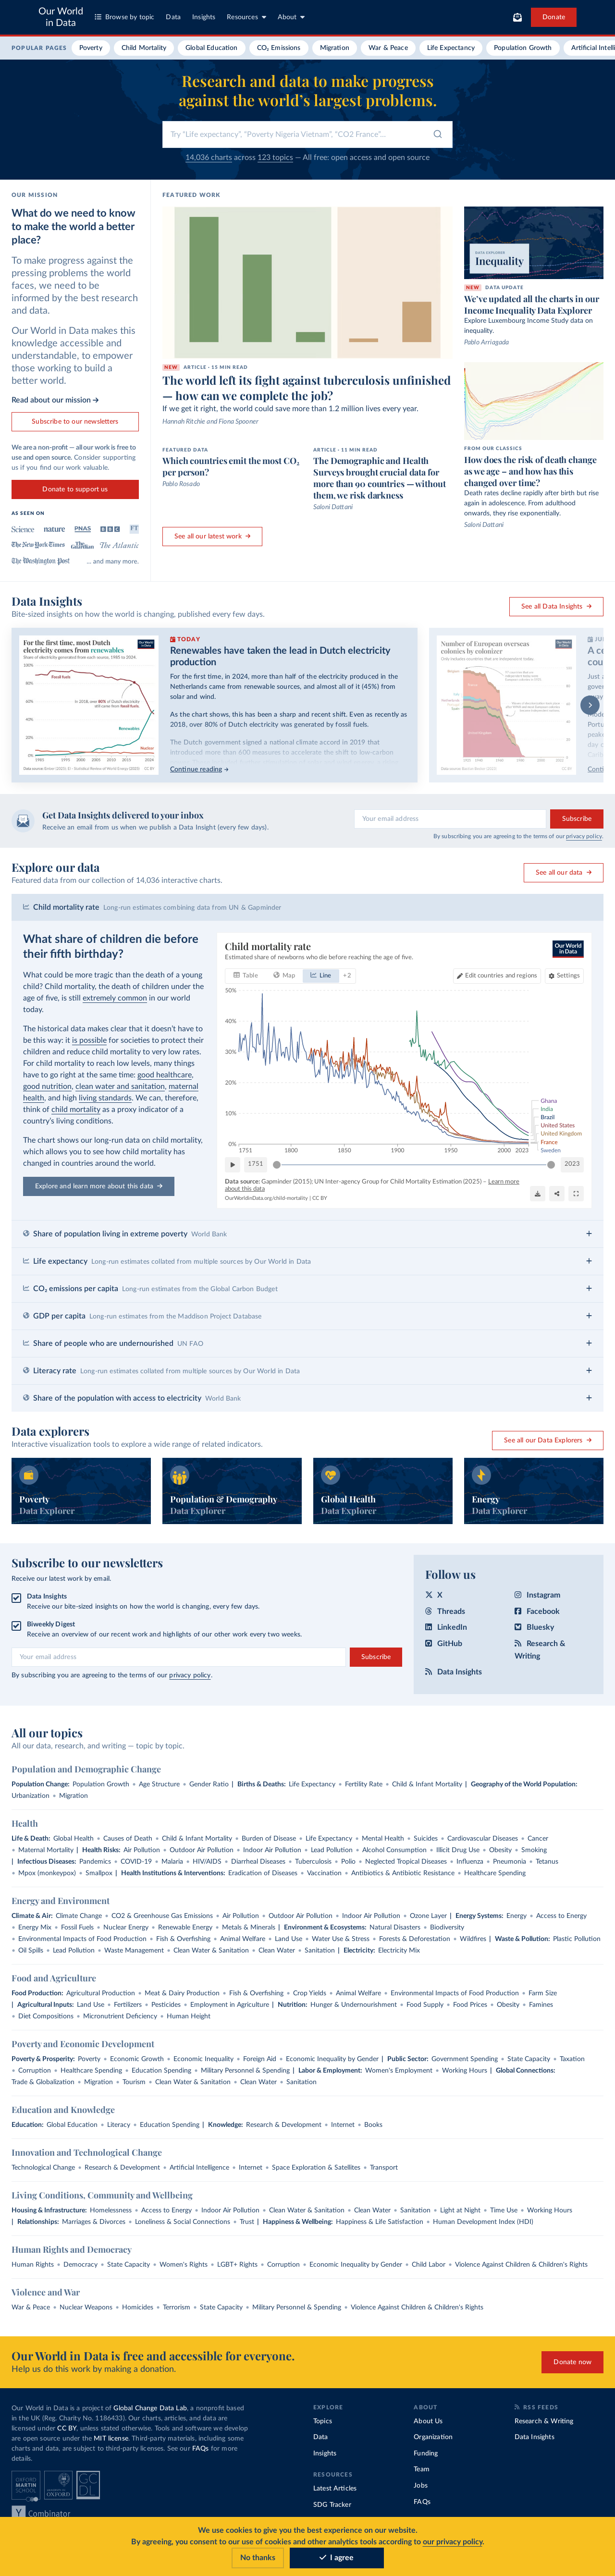 Our World
in Data
Browse by topic
Data
Insights
Resources
About
Donate
POPULAR PAGES
Poverty
Child Mortality
Global Education
CO₂ Emissions
Migration
War & Peace
Life Expectancy
Population Growth
Artificial Intelli
Research and data to make progress
against the world's largest problems.
Try "Life expectancy", "Poverty Nigeria Vietnam", "CO2 France"...
14,036 charts across 123 topics — All free: open access and open source
OUR MISSION
What do we need to know
to make the world a better
place?
To make progress against the
pressing problems the world
faces, we need to be
informed by the best research
and data.
Our World in Data makes this
knowledge accessible and
understandable, to empower
those working to build a
better world.
Read about our mission
Subscribe to our newsletters
We are a non-profit — all our work is free to
use and open source. Consider supporting
us if you find our work valuable.
Donate to support us
AS SEEN ON
Science
nature
PNAS
BBC
FT
The New York Times
The Guardian
The Atlantic
The Washington Post
... and many more.
FEATURED WORK
NEW ARTICLE · 15 MIN READ
The world left its fight against tuberculosis unfinished
— how can we complete the job?
If we get it right, the world could save more than 1.2 million lives every year.
Hannah Ritchie and Fiona Spooner
FEATURED DATA
Which countries emit the most CO₂
per person?
Pablo Rosado
ARTICLE · 15 MIN READ
The Demographic and Health
Surveys brought crucial data for
more than 90 countries — without
them, we risk darkness
Saloni Dattani
See all our latest work
DATA EXPLORER
Inequality
NEW DATA UPDATE
We've updated all the charts in our
Income Inequality Data Explorer
Explore Luxembourg Income Study data on
inequality.
Pablo Arriagada
FROM OUR CLASSICS
How does the risk of death change
as we age – and how has this
changed over time?
Death rates decline rapidly after birth but rise
again in adolescence. From adulthood
onwards, they rise exponentially.
Saloni Dattani
Data Insights
Bite-sized insights on how the world is changing, published every few days.
See all Data Insights
For the first time, most Dutch
electricity comes from renewables
Share of electricity generated from each source, 1985 to 2024.
Fossil fuels
Renewables
Nuclear
TODAY
Renewables have taken the lead in Dutch electricity
production
For the first time, in 2024, more than half of the electricity produced in the
Netherlands came from renewable sources, and almost all of it (45%) from
solar and wind.
As the chart shows, this has been a sharp and recent shift. Even as recently as
2018, over 80% of Dutch electricity was generated by fossil fuels.
The Dutch government signed a national climate accord in 2019 that
introduced more than 600 measures to accelerate the shift to low-carbon
Continue reading
Number of European overseas
colonies by colonizer
Get Data Insights delivered to your inbox
Receive an email from us when we publish a Data Insight (every few days).
Your email address
Subscribe
By subscribing you are agreeing to the terms of our privacy policy.
Explore our data
Featured data from our collection of 14,036 interactive charts.
See all our data
Child mortality rate Long-run estimates combining data from UN & Gapminder
What share of children die before
their fifth birthday?
What could be more tragic than the death of a young
child? Child mortality, the death of children under the
age of five, is still extremely common in our world
today.
The historical data makes clear that it doesn't have to
be this way: it is possible for societies to protect their
children and reduce child mortality to very low rates.
For child mortality to reach low levels, many things
have to go right at the same time: good healthcare,
good nutrition, clean water and sanitation, maternal
health, and high living standards. We can, therefore,
think of child mortality as a proxy indicator of a
country's living conditions.
The chart shows our long-run data on child mortality,
which allows you to see how child mortality has
changed in countries around the world.
Explore and learn more about this data
Child mortality rate
Estimated share of newborns who die before reaching the age of five.
Our World
in Data
Table
Map
Line
+2
Edit countries and regions
Settings
50%
40%
30%
20%
10%
0%
1751
1800
1850
1900
1950
2000
2023
Ghana
India
Brazil
United States
United Kingdom
France
Sweden
1751
2023
Data source: Gapminder (2015); UN Inter-agency Group for Child Mortality Estimation (2025) – Learn more
about this data
OurWorldinData.org/child-mortality | CC BY
Share of population living in extreme poverty World Bank
Life expectancy Long-run estimates collated from multiple sources by Our World in Data
CO₂ emissions per capita Long-run estimates from the Global Carbon Budget
GDP per capita Long-run estimates from the Maddison Project Database
Share of people who are undernourished UN FAO
Literacy rate Long-run estimates collated from multiple sources by Our World in Data
Share of the population with access to electricity World Bank
Data explorers
Interactive visualization tools to explore a wide range of related indicators.
See all our Data Explorers
Poverty
Data Explorer
Population & Demography
Data Explorer
Global Health
Data Explorer
Energy
Data Explorer
Subscribe to our newsletters
Receive our latest work by email.
Data Insights
Receive our bite-sized insights on how the world is changing, every few days.
Biweekly Digest
Receive an overview of our recent work and highlights of our other work every two weeks.
Your email address
Subscribe
By subscribing you are agreeing to the terms of our privacy policy.
Follow us
X
Instagram
Threads
Facebook
LinkedIn
Bluesky
GitHub
Research &
Writing
Data Insights
All our topics
All our data, research, and writing — topic by topic.
Population and Demographic Change
Population Change: Population Growth • Age Structure • Gender Ratio | Births & Deaths: Life Expectancy • Fertility Rate • Child & Infant Mortality | Geography of the World Population:
Urbanization • Migration
Health
Life & Death: Global Health • Causes of Death • Child & Infant Mortality • Burden of Disease • Life Expectancy • Mental Health • Suicides • Cardiovascular Diseases • Cancer
• Maternal Mortality | Health Risks: Air Pollution • Outdoor Air Pollution • Indoor Air Pollution • Lead Pollution • Alcohol Consumption • Illicit Drug Use • Obesity • Smoking
| Infectious Diseases: Pandemics • COVID-19 • Malaria • HIV/AIDS • Diarrheal Diseases • Tuberculosis • Polio • Neglected Tropical Diseases • Influenza • Pneumonia • Tetanus
• Mpox (monkeypox) • Smallpox | Health Institutions & Interventions: Eradication of Diseases • Vaccination • Antibiotics & Antibiotic Resistance • Healthcare Spending
Energy and Environment
Climate & Air: Climate Change • CO2 & Greenhouse Gas Emissions • Air Pollution • Outdoor Air Pollution • Indoor Air Pollution • Ozone Layer | Energy Systems: Energy • Access to Energy
• Energy Mix • Fossil Fuels • Nuclear Energy • Renewable Energy • Metals & Minerals | Environment & Ecosystems: Natural Disasters • Biodiversity
• Environmental Impacts of Food Production • Fish & Overfishing • Animal Welfare • Land Use • Water Use & Stress • Forests & Deforestation • Wildfires | Waste & Pollution: Plastic Pollution
• Oil Spills • Lead Pollution • Waste Management • Clean Water & Sanitation • Clean Water • Sanitation | Electricity: Electricity Mix
Food and Agriculture
Food Production: Agricultural Production • Meat & Dairy Production • Fish & Overfishing • Crop Yields • Animal Welfare • Environmental Impacts of Food Production • Farm Size
| Agricultural Inputs: Land Use • Fertilizers • Pesticides • Employment in Agriculture | Nutrition: Hunger & Undernourishment • Food Supply • Food Prices • Obesity • Famines
• Diet Compositions • Micronutrient Deficiency • Human Height
Poverty and Economic Development
Poverty & Prosperity: Poverty • Economic Growth • Economic Inequality • Foreign Aid • Economic Inequality by Gender | Public Sector: Government Spending • State Capacity • Taxation
• Corruption • Healthcare Spending • Education Spending • Military Personnel & Spending | Labor & Employment: Women's Employment • Working Hours | Global Connections:
Trade & Globalization • Migration • Tourism • Clean Water & Sanitation • Clean Water • Sanitation
Education and Knowledge
Education: Global Education • Literacy • Education Spending | Knowledge: Research & Development • Internet • Books
Innovation and Technological Change
Technological Change • Research & Development • Artificial Intelligence • Internet • Space Exploration & Satellites • Transport
Living Conditions, Community and Wellbeing
Housing & Infrastructure: Homelessness • Access to Energy • Indoor Air Pollution • Clean Water & Sanitation • Clean Water • Sanitation • Light at Night • Time Use • Working Hours
| Relationships: Marriages & Divorces • Loneliness & Social Connections • Trust | Happiness & Wellbeing: Happiness & Life Satisfaction • Human Development Index (HDI)
Human Rights and Democracy
Human Rights • Democracy • State Capacity • Women's Rights • LGBT+ Rights • Corruption • Economic Inequality by Gender • Child Labor • Violence Against Children & Children's Rights
Violence and War
War & Peace • Nuclear Weapons • Homicides • Terrorism • State Capacity • Military Personnel & Spending • Violence Against Children & Children's Rights
Our World in Data is free and accessible for everyone.
Help us do this work by making a donation.
Donate now
Our World in Data is a project of Global Change Data Lab, a nonprofit based
in the UK (Reg. Charity No. 1186433). Our charts, articles, and data are
licensed under CC BY, unless stated otherwise. Tools and software we develop
are open source under the MIT license. Third-party materials, including some
charts and data, are subject to third-party licenses. See our FAQs for more
details.
OXFORD
MARTIN
SCHOOL
UNIVERSITY OF
OXFORD
GC
DL
Y Combinator
EXPLORE
Topics
Data
Insights
RESOURCES
Latest Articles
SDG Tracker
ABOUT
About Us
Organization
Funding
Team
Jobs
FAQs
RSS FEEDS
Research & Writing
Data Insights
We use cookies to give you the best experience on our website.
By agreeing, you consent to our use of cookies and other analytics tools according to our privacy policy.
No thanks
I agree